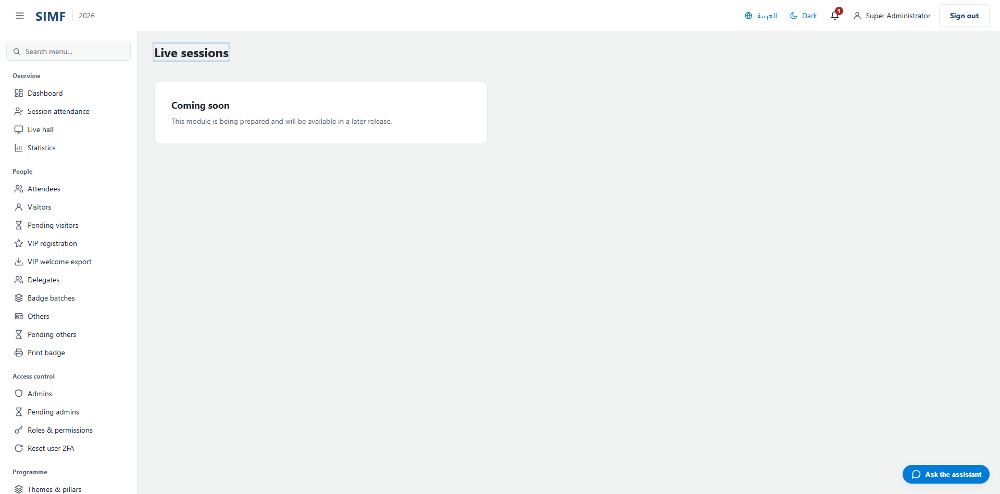 SIMF
2026
العربية
Dark
1
Super Administrator
Sign out
Search menu...
Overview
Dashboard
Session attendance
Live hall
Statistics
People
Attendees
Visitors
Pending visitors
VIP registration
VIP welcome export
Delegates
Badge batches
Others
Pending others
Print badge
Access control
Admins
Pending admins
Roles & permissions
Reset user 2FA
Programme
Themes & pillars
Live sessions
Coming soon
This module is being prepared and will be available in a later release.
Ask the assistant